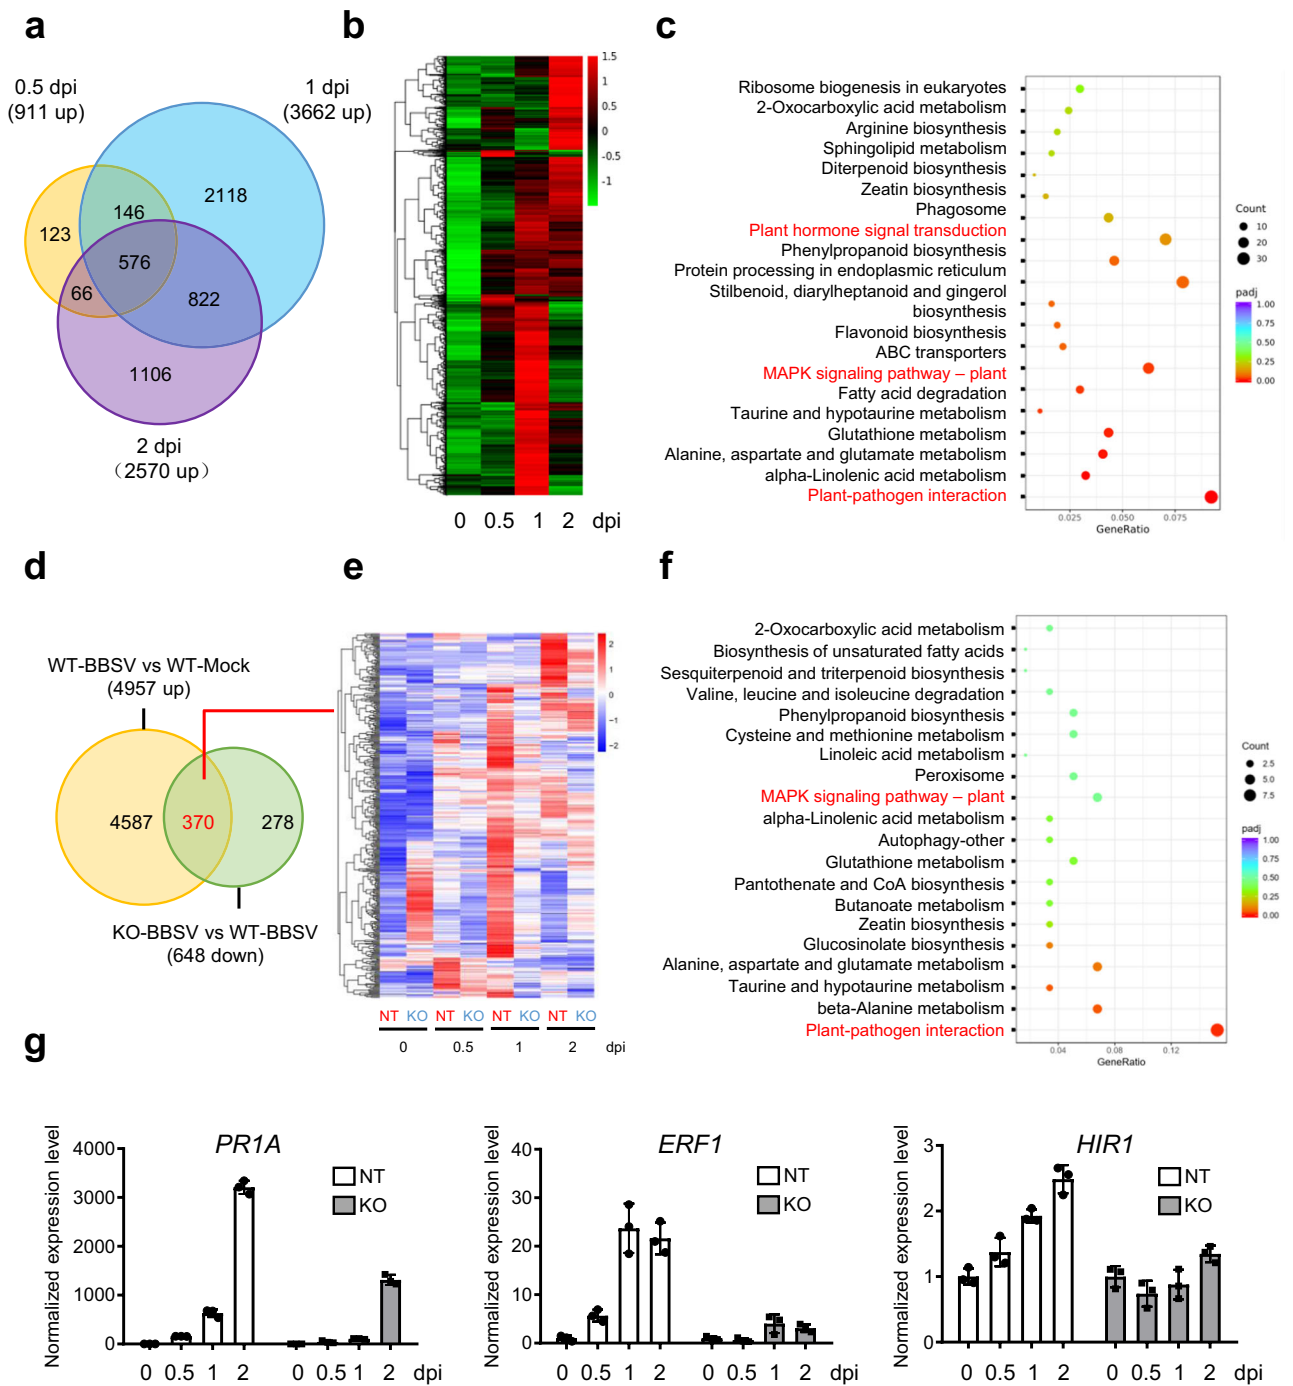 a
0.5 dpi
(911 up)
1 dpi
(3662 up)
2118
146
123
576
66
822
1106
2 dpi
（2570 up）
b
1.5
1
0.5
0
-0.5
-1
0 0.5 1 2 dpi
c
Ribosome biogenesis in eukaryotes
2-Oxocarboxylic acid metabolism
Arginine biosynthesis
Sphingolipid metabolism
Diterpenoid biosynthesis
Zeatin biosynthesis
Phagosome
Plant hormone signal transduction
Phenylpropanoid biosynthesis
Protein processing in endoplasmic reticulum
Stilbenoid, diarylheptanoid and gingerol
biosynthesis
Flavonoid biosynthesis
ABC transporters
MAPK signaling pathway – plant
Fatty acid degradation
Taurine and hypotaurine metabolism
Glutathione metabolism
Alanine, aspartate and glutamate metabolism
alpha-Linolenic acid metabolism
Plant-pathogen interaction
0.025 0.050 0.075
GeneRatio
Count
10
20
30
padj
1.00
0.75
0.50
0.25
0.00
d
WT-BBSV vs WT-Mock
(4957 up)
4587
370
278
KO-BBSV vs WT-BBSV
(648 down)
e
2
1
0
−1
−2
NT KO NT KO NT KO NT KO
0 0.5 1 2 dpi
f
2-Oxocarboxylic acid metabolism
Biosynthesis of unsaturated fatty acids
Sesquiterpenoid and triterpenoid biosynthesis
Valine, leucine and isoleucine degradation
Phenylpropanoid biosynthesis
Cysteine and methionine metabolism
Linoleic acid metabolism
Peroxisome
MAPK signaling pathway – plant
alpha-Linolenic acid metabolism
Autophagy-other
Glutathione metabolism
Pantothenate and CoA biosynthesis
Butanoate metabolism
Zeatin biosynthesis
Glucosinolate biosynthesis
Alanine, aspartate and glutamate metabolism
Taurine and hypotaurine metabolism
beta-Alanine metabolism
Plant-pathogen interaction
0.04 0.08 0.12
GeneRatio
Count
2.5
5.0
7.5
padj
1.00
0.75
0.50
0.25
0.00
g
PR1A
Normalized expression level
4000
3000
2000
1000
0
NT
KO
0 0.5 1 2 0 0.5 1 2 dpi
ERF1
Normalized expression level
40
30
20
10
0
NT
KO
0 0.5 1 2 0 0.5 1 2 dpi
HIR1
Normalized expression level
3
2
1
0
NT
KO
0 0.5 1 2 0 0.5 1 2 dpi